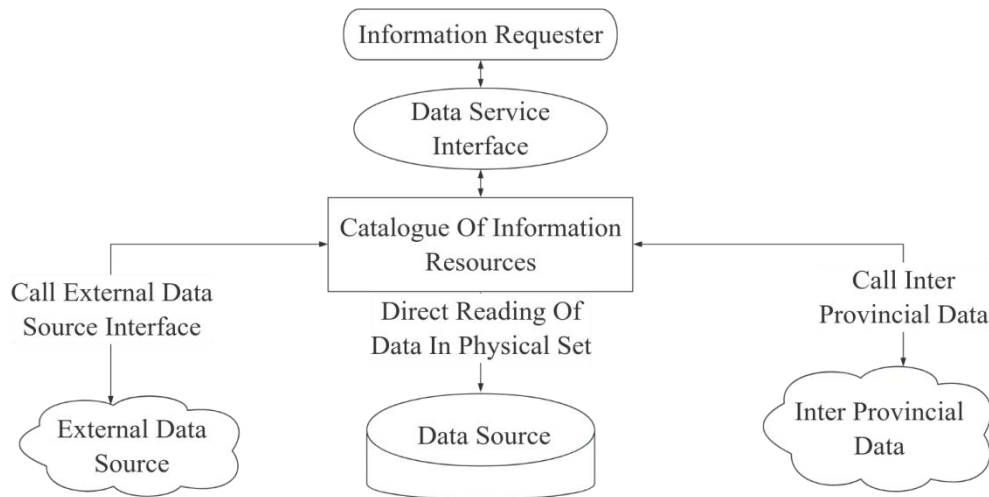 Information Requester
Data Service
Interface
Catalogue Of Information
Resources
Call External Data
Source Interface
Direct Reading Of
Data In Physical Set
Call Inter
Provincial Data
External Data
Source
Data Source
Inter Provincial
Data